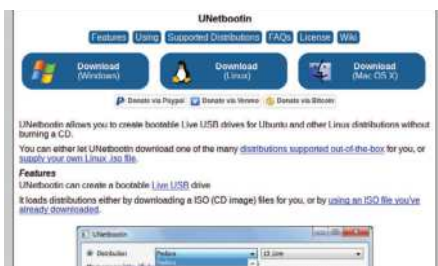 UNetbootin
Features Using Supported Distributions FAQs License Wiki
Download
(Windows)
Download
(Linux)
Download
(Mac OS X)
Donate via Paypal Donate via Venmo Donate via Bitcoin
UNetbootin allows you to create bootable Live USB drives for Ubuntu and other Linux distributions without
burning a CD.
You can either let UNetbootin download one of the many distributions supported out-of-the-box for you, or
supply your own Linux .iso file.
Features
UNetbootin can create a bootable Live USB drive
It loads distributions either by downloading a ISO (CD image) files for you, or by using an ISO file you've
already downloaded.
UNetbootin
Distribution Fedora 12_Live